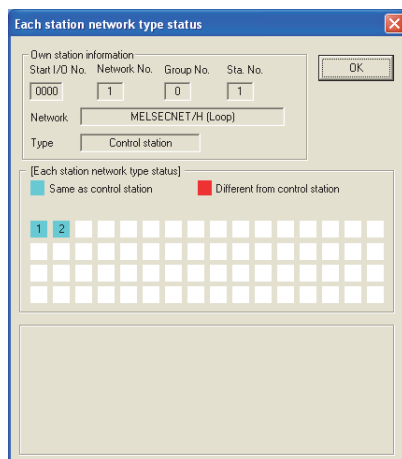 Each station network type status
Own station information
Start I/O No. Network No. Group No. Sta. No.
0000 1 0 1
OK
Network MELSECNET/H (Loop)
Type Control station
[Each station network type status]
Same as control station Different from control station
1 2